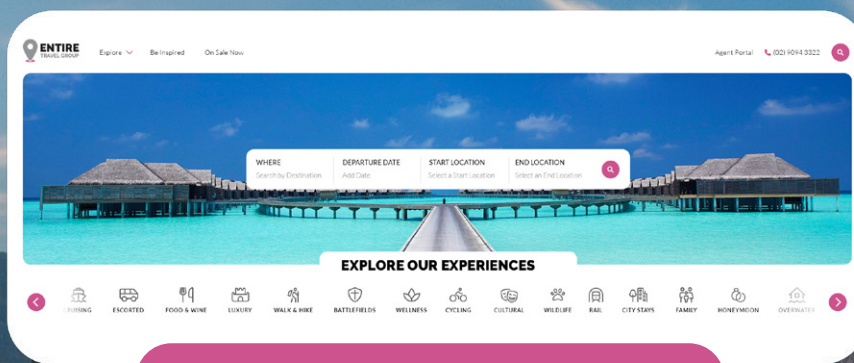 ENTIRE
TRAVEL GROUP
Explore
Be Inspired
On Sale Now
Agent Portal
(02) 9094 3322
WHERE
Search by Destination
DEPARTURE DATE
Add Date
START LOCATION
Select a Start Location
END LOCATION
Select an End Location
EXPLORE OUR EXPERIENCES
CRUISING
ESCORTED
FOOD & WINE
LUXURY
WALK & HIKE
BATTLEFIELDS
WELLNESS
CYCLING
CULTURAL
WILDLIFE
RAIL
CITY STAYS
FAMILY
HONEYMOON
OVERWATER